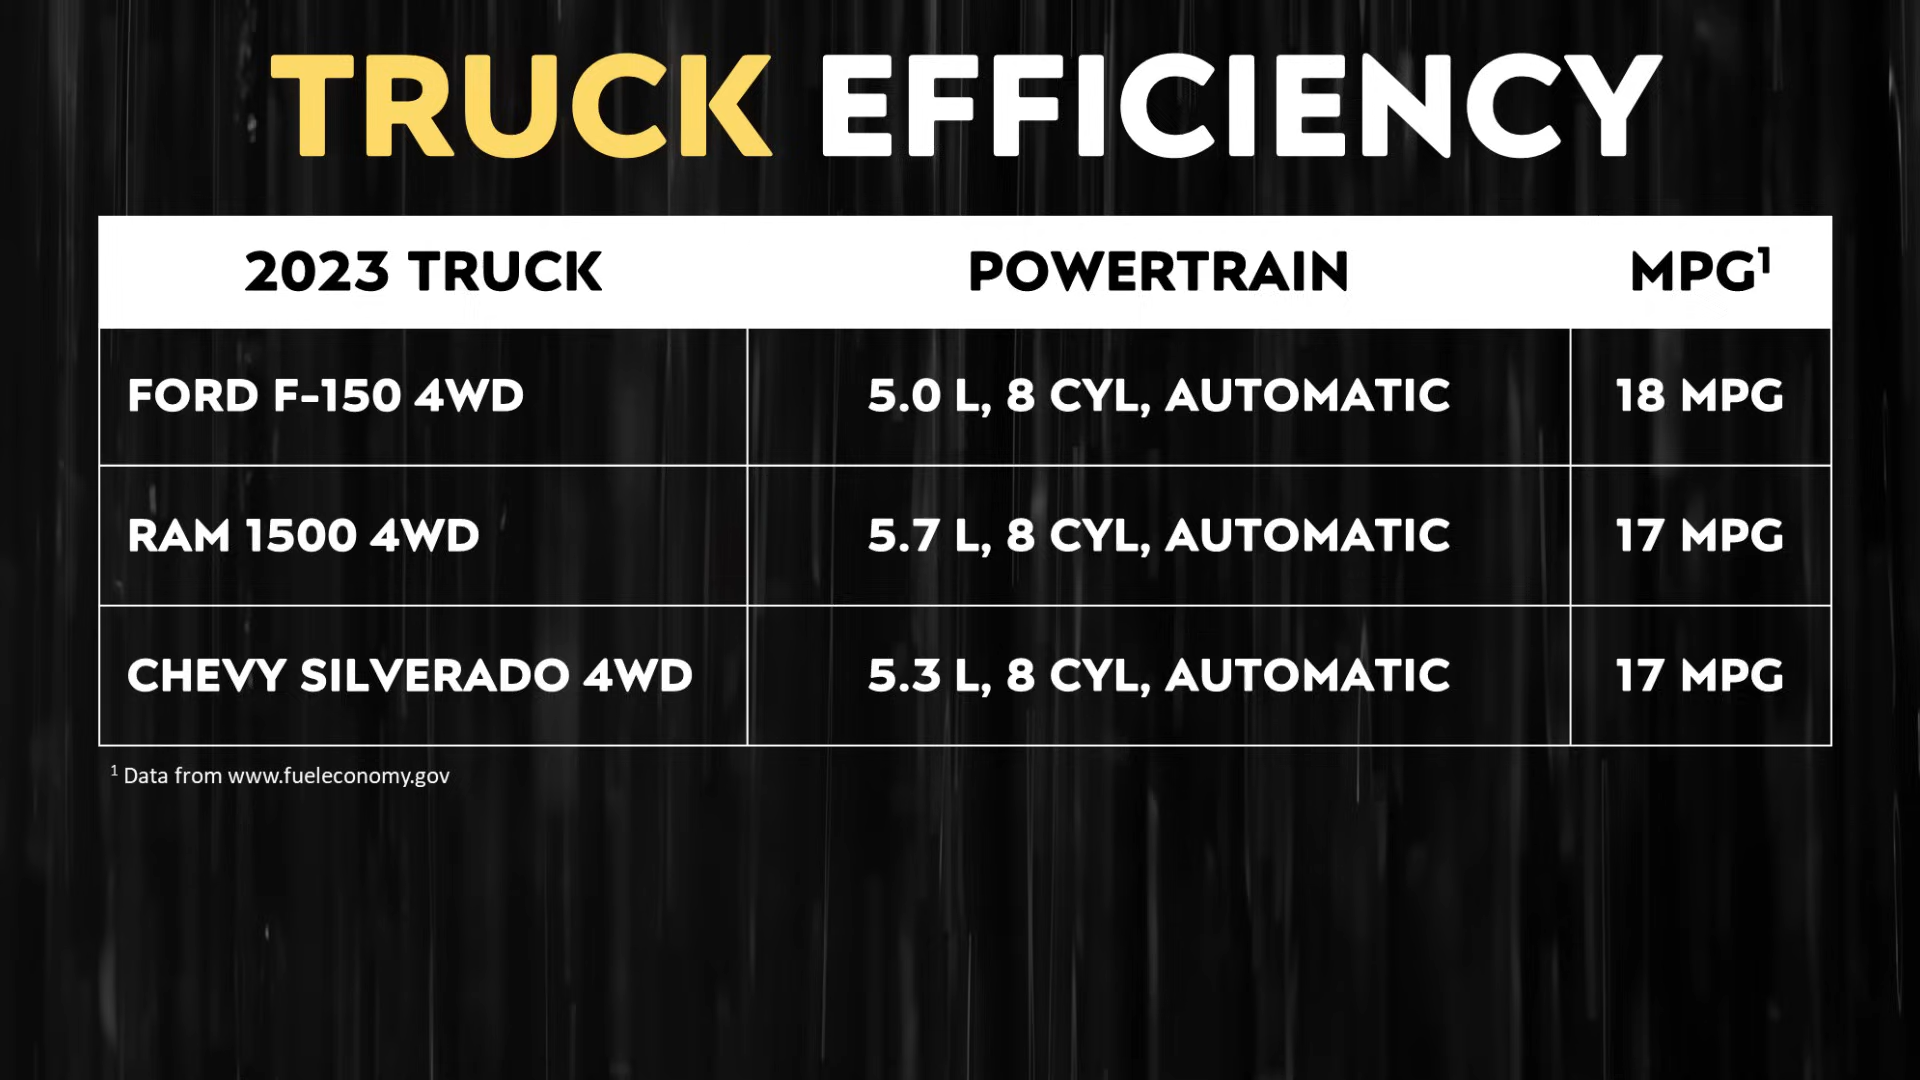 TRUCK EFFICIENCY
2023 TRUCK POWERTRAIN MPG¹
FORD F-150 4WD 5.0 L, 8 CYL, AUTOMATIC 18 MPG
RAM 1500 4WD 5.7 L, 8 CYL, AUTOMATIC 17 MPG
CHEVY SILVERADO 4WD 5.3 L, 8 CYL, AUTOMATIC 17 MPG
¹ Data from www.fueleconomy.gov